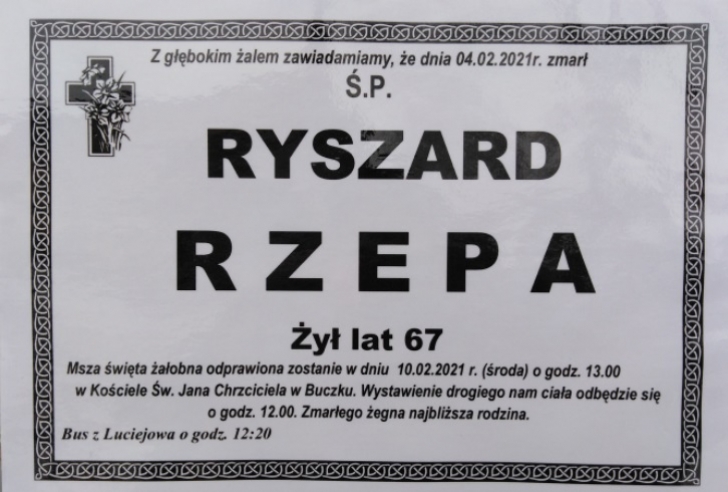 Z głębokim żalem zawiadamiamy, że dnia 04.02.2021r. zmarł
Ś.P.
RYSZARD
RZEPA
Żył lat 67
Msza święta żałobna odprawiona zostanie w dniu 10.02.2021 r. (środa) o godz. 13.00
w Kościele Św. Jana Chrzciciela w Buczku. Wystawienie drogiego nam ciała odbędzie się
o godz. 12.00. Zmarłego żegna najbliższa rodzina.
Bus z Luciejowa o godz. 12:20